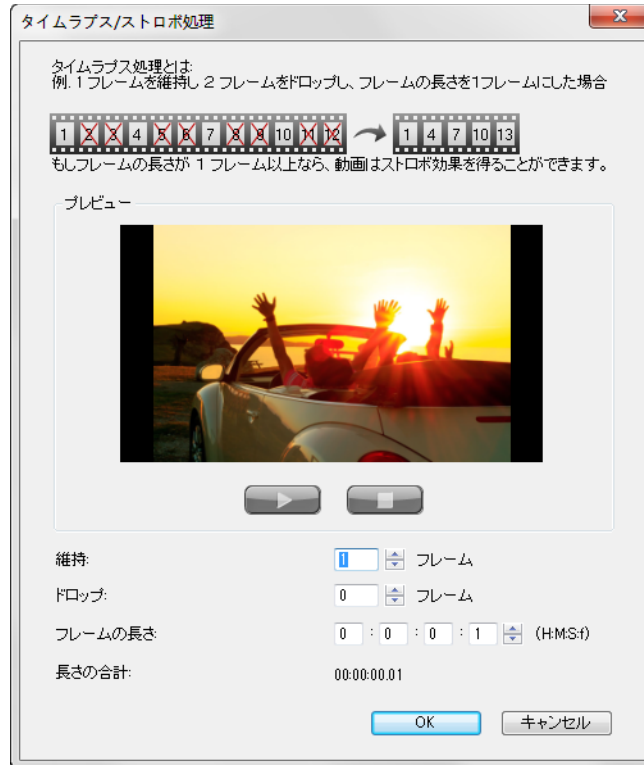 タイムラプス/ストロボ処理
タイムラプス処理とは:
例. 1 フレームを維持し 2 フレームをドロップし、フレームの長さを1フレームにした場合
1 2 3 4 5 6 7 8 9 10 11 12 1 4 7 10 13
もしフレームの長さが 1 フレーム以上なら、動画はストロボ効果を得ることができます。
プレビュー
維持: 1 フレーム
ドロップ: 0 フレーム
フレームの長さ: 0 : 0 : 0 : 1 (H:M:S:f)
長さの合計: 00:00:00.01
OK キャンセル